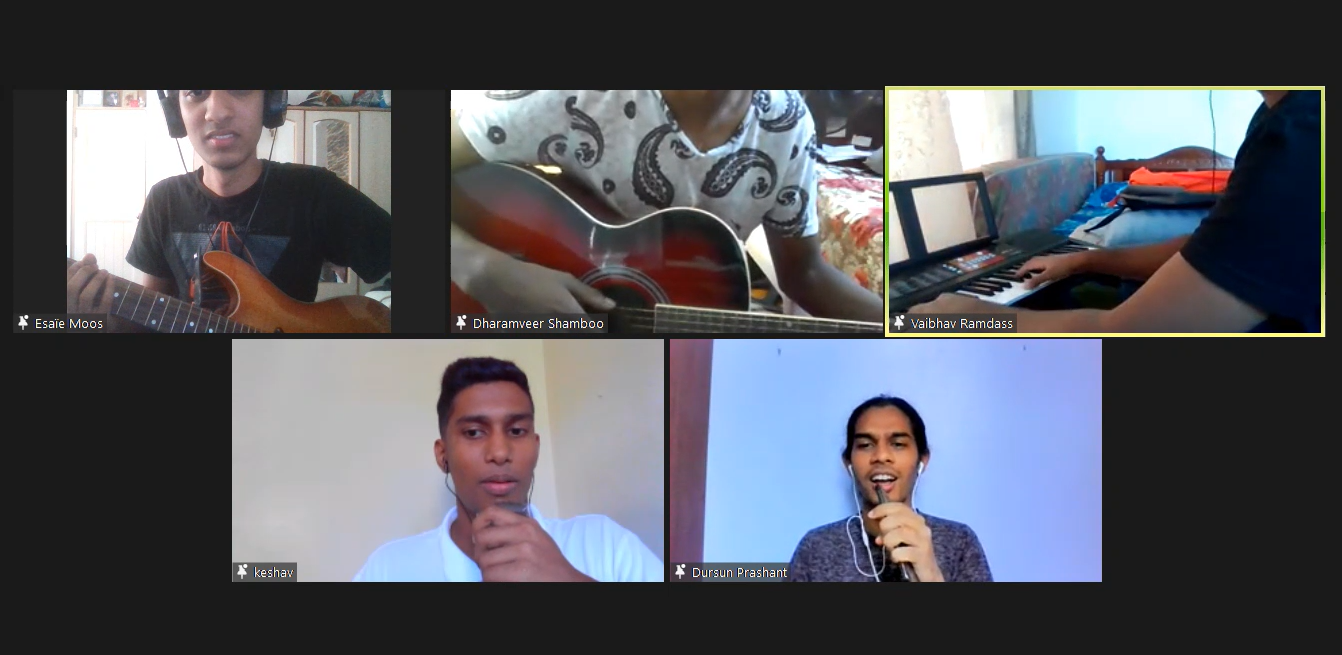 Esaïe Moos
Dharamveer Shamboo
Vaibhav Ramdass
keshav
Dursun Prashant